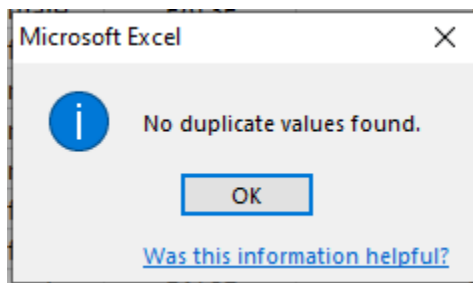 Microsoft Excel
No duplicate values found.
OK
Was this information helpful?